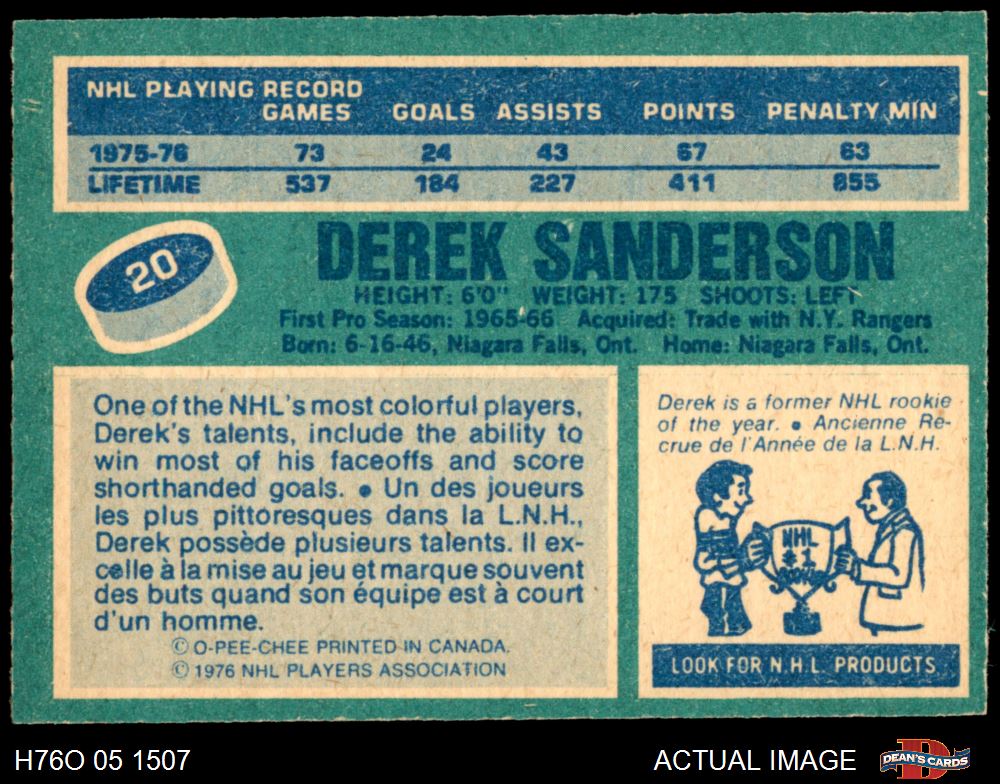 NHL PLAYING RECORD
GAMES GOALS ASSISTS POINTS PENALTY MIN
1975-76 73 24 43 67 63
LIFETIME 537 184 227 411 855
20
DEREK SANDERSON
HEIGHT: 6'0" WEIGHT: 175 SHOOTS: LEFT
First Pro Season: 1965-66 Acquired: Trade with N.Y. Rangers
Born: 6-16-46, Niagara Falls, Ont. Home: Niagara Falls, Ont.
One of the NHL's most colorful players,
Derek's talents, include the ability to
win most of his faceoffs and score
shorthanded goals. • Un des joueurs
les plus pittoresques dans la L.N.H.,
Derek possède plusieurs talents. Il ex-
celle à la mise au jeu et marque souvent
des buts quand son équipe est à court
d'un homme.
© O-PEE-CHEE PRINTED IN CANADA.
© 1976 NHL PLAYERS ASSOCIATION
Derek is a former NHL rookie
of the year. • Ancienne Re-
crue de l'Année de la L.N.H.
NHL
#1
LOOK FOR N.H.L. PRODUCTS
H76O 05 1507
ACTUAL IMAGE
DEAN'S CARDS